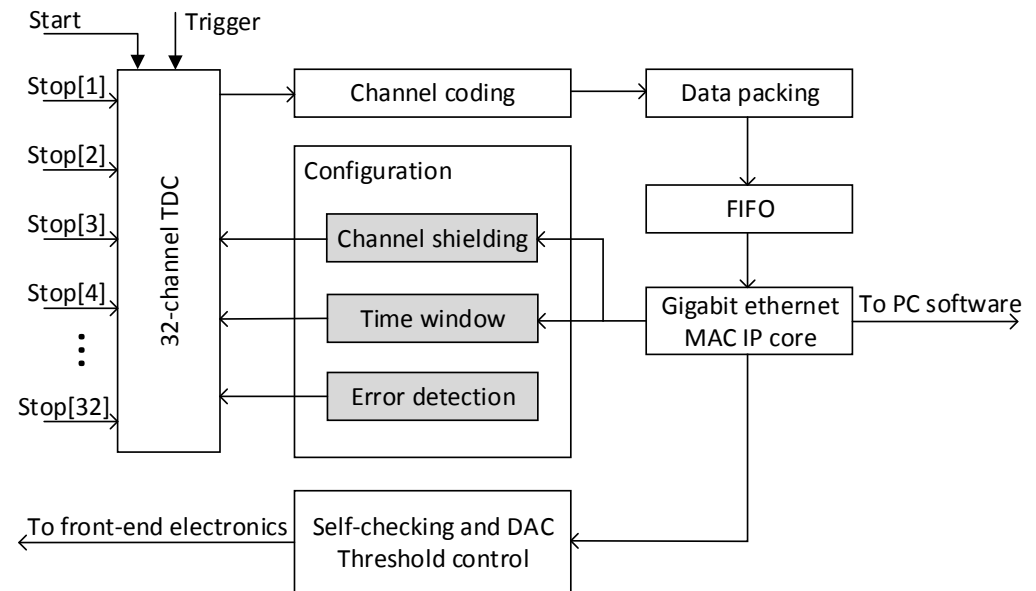 Start
Trigger
Stop[1]
Stop[2]
Stop[3]
Stop[4]
Stop[32]
32-channel TDC
Channel coding
Data packing
Configuration
Channel shielding
Time window
Error detection
FIFO
Gigabit ethernet
MAC IP core
To PC software
To front-end electronics
Self-checking and DAC
Threshold control